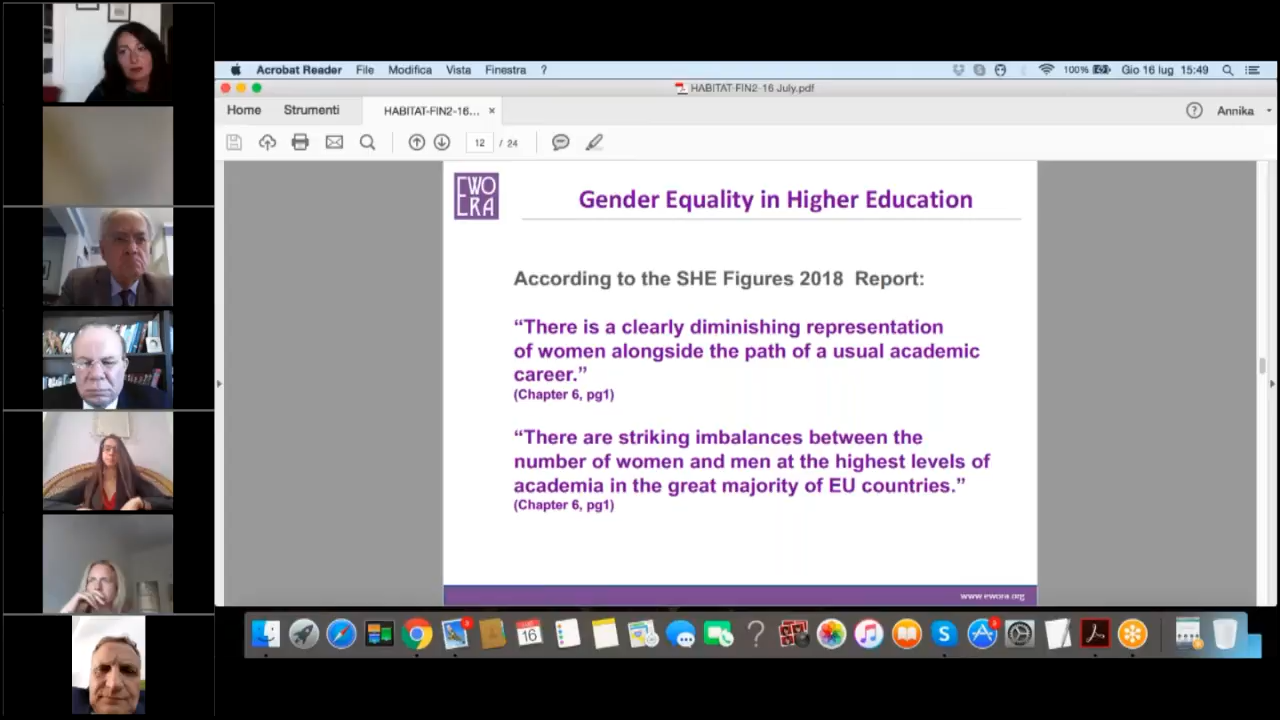 Acrobat Reader File Modifica Vista Finestra ? 100% Gio 16 lug 15:49
HABITAT-FIN2-16 July.pdf
Home Strumenti HABITAT-FIN2-16... × ? Annika
12 / 24
EWO
ERA
Gender Equality in Higher Education
According to the SHE Figures 2018 Report:
“There is a clearly diminishing representation
of women alongside the path of a usual academic
career.”
(Chapter 6, pg1)
“There are striking imbalances between the
number of women and men at the highest levels of
academia in the great majority of EU countries.”
(Chapter 6, pg1)
www.ewora.org
16